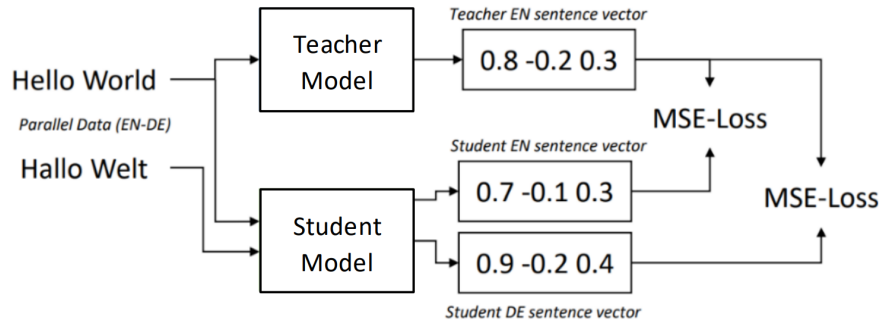 Teacher EN sentence vector
Teacher
Model
0.8 -0.2 0.3
Hello World
Parallel Data (EN-DE)
MSE-Loss
Hallo Welt
Student EN sentence vector
0.7 -0.1 0.3
MSE-Loss
Student
Model
0.9 -0.2 0.4
Student DE sentence vector